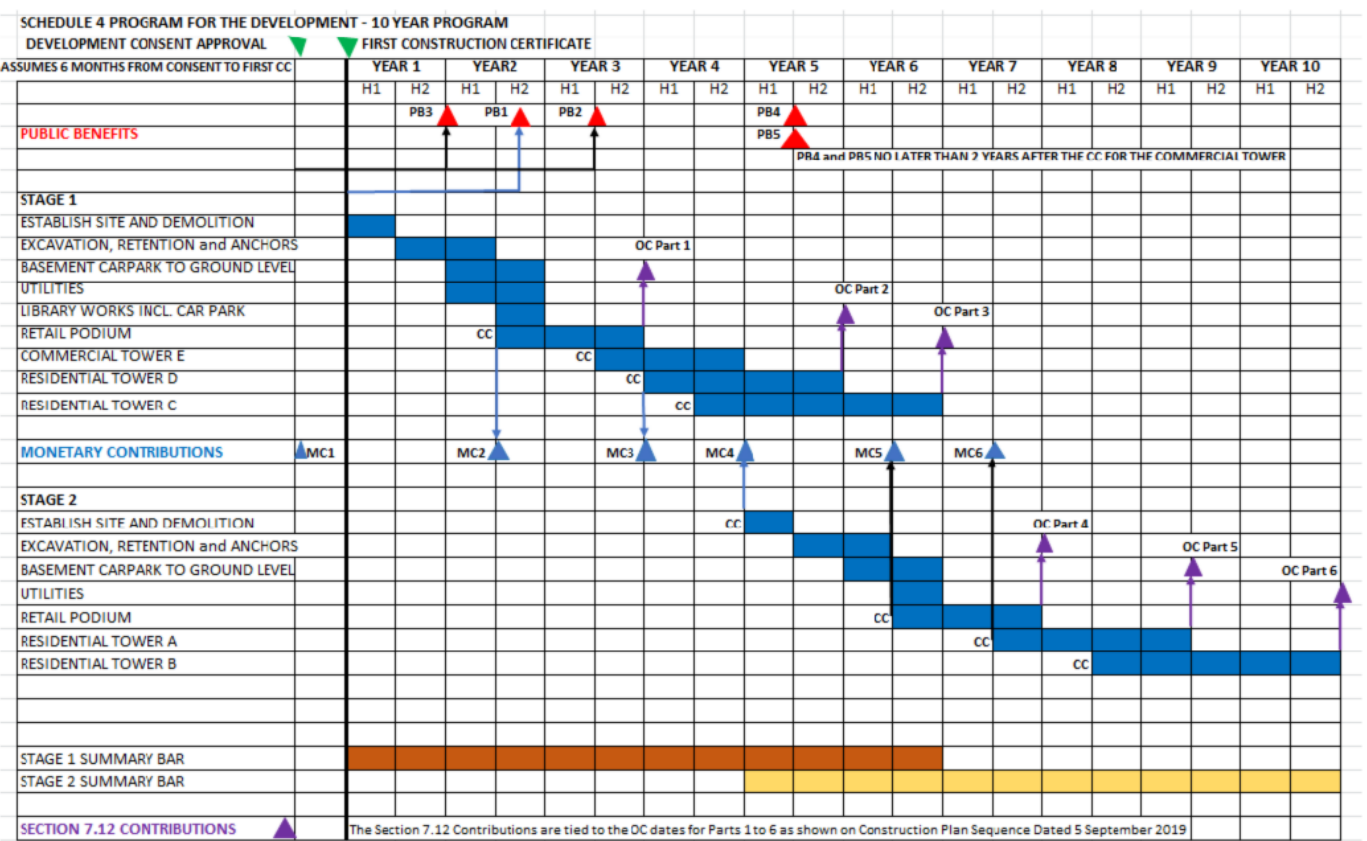 SCHEDULE 4 PROGRAM FOR THE DEVELOPMENT - 10 YEAR PROGRAM
DEVELOPMENT CONSENT APPROVAL FIRST CONSTRUCTION CERTIFICATE
ASSUMES 6 MONTHS FROM CONSENT TO FIRST CC YEAR 1 YEAR2 YEAR 3 YEAR 4 YEAR 5 YEAR 6 YEAR 7 YEAR 8 YEAR 9 YEAR 10
H1 H2 H1 H2 H1 H2 H1 H2 H1 H2 H1 H2 H1 H2 H1 H2 H1 H2 H1 H2
PB3 PB1 PB2 PB4
PUBLIC BENEFITS PB5
PB4 and PB5 NO LATER THAN 2 YEARS AFTER THE CC FOR THE COMMERCIAL TOWER
STAGE 1
ESTABLISH SITE AND DEMOLITION
EXCAVATION, RETENTION and ANCHORS OC Part 1
BASEMENT CARPARK TO GROUND LEVEL
UTILITIES OC Part 2
LIBRARY WORKS INCL. CAR PARK OC Part 3
RETAIL PODIUM CC
COMMERCIAL TOWER E CC
RESIDENTIAL TOWER D CC
RESIDENTIAL TOWER C CC
MONETARY CONTRIBUTIONS MC1 MC2 MC3 MC4 MC5 MC6
STAGE 2
ESTABLISH SITE AND DEMOLITION CC OC Part 4
EXCAVATION, RETENTION and ANCHORS OC Part 5
BASEMENT CARPARK TO GROUND LEVEL OC Part 6
UTILITIES
RETAIL PODIUM CC
RESIDENTIAL TOWER A CC
RESIDENTIAL TOWER B CC
STAGE 1 SUMMARY BAR
STAGE 2 SUMMARY BAR
SECTION 7.12 CONTRIBUTIONS The Section 7.12 Contributions are tied to the OC dates for Parts 1 to 6 as shown on Construction Plan Sequence Dated 5 September 2019